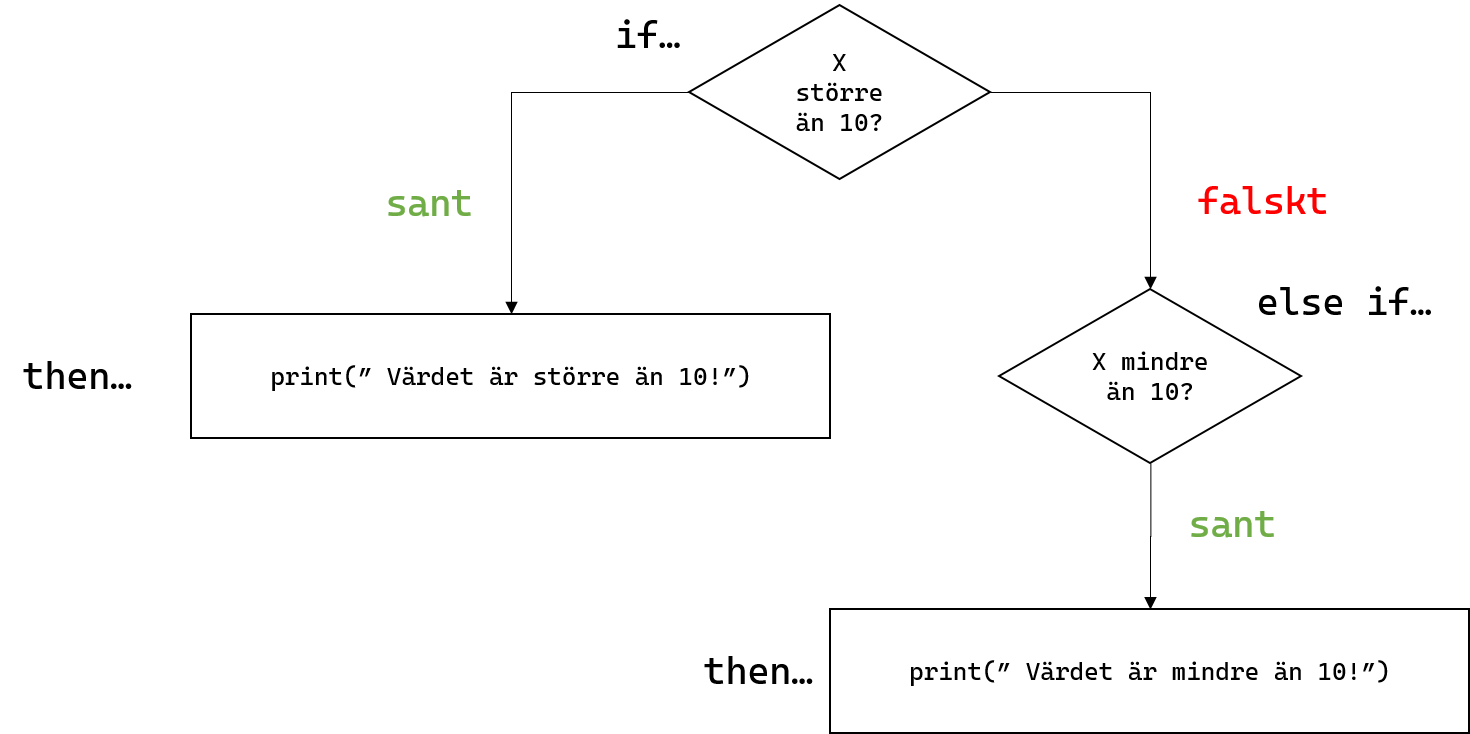 if…
X
större
än 10?
sant
falskt
else if…
then…
print(” Värdet är större än 10!”)
X mindre
än 10?
sant
then…
print(” Värdet är mindre än 10!”)